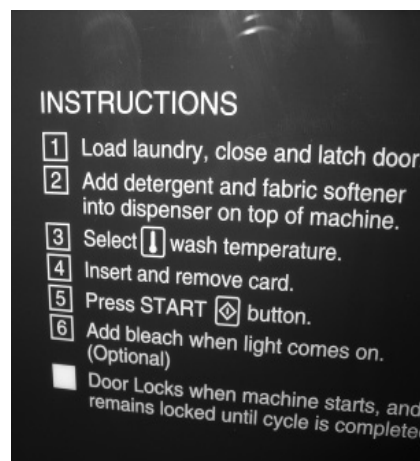 INSTRUCTIONS
1 Load laundry, close and latch door
2 Add detergent and fabric softener
into dispenser on top of machine.
3 Select wash temperature.
4 Insert and remove card.
5 Press START button.
6 Add bleach when light comes on.
(Optional)
Door Locks when machine starts, and
remains locked until cycle is completed